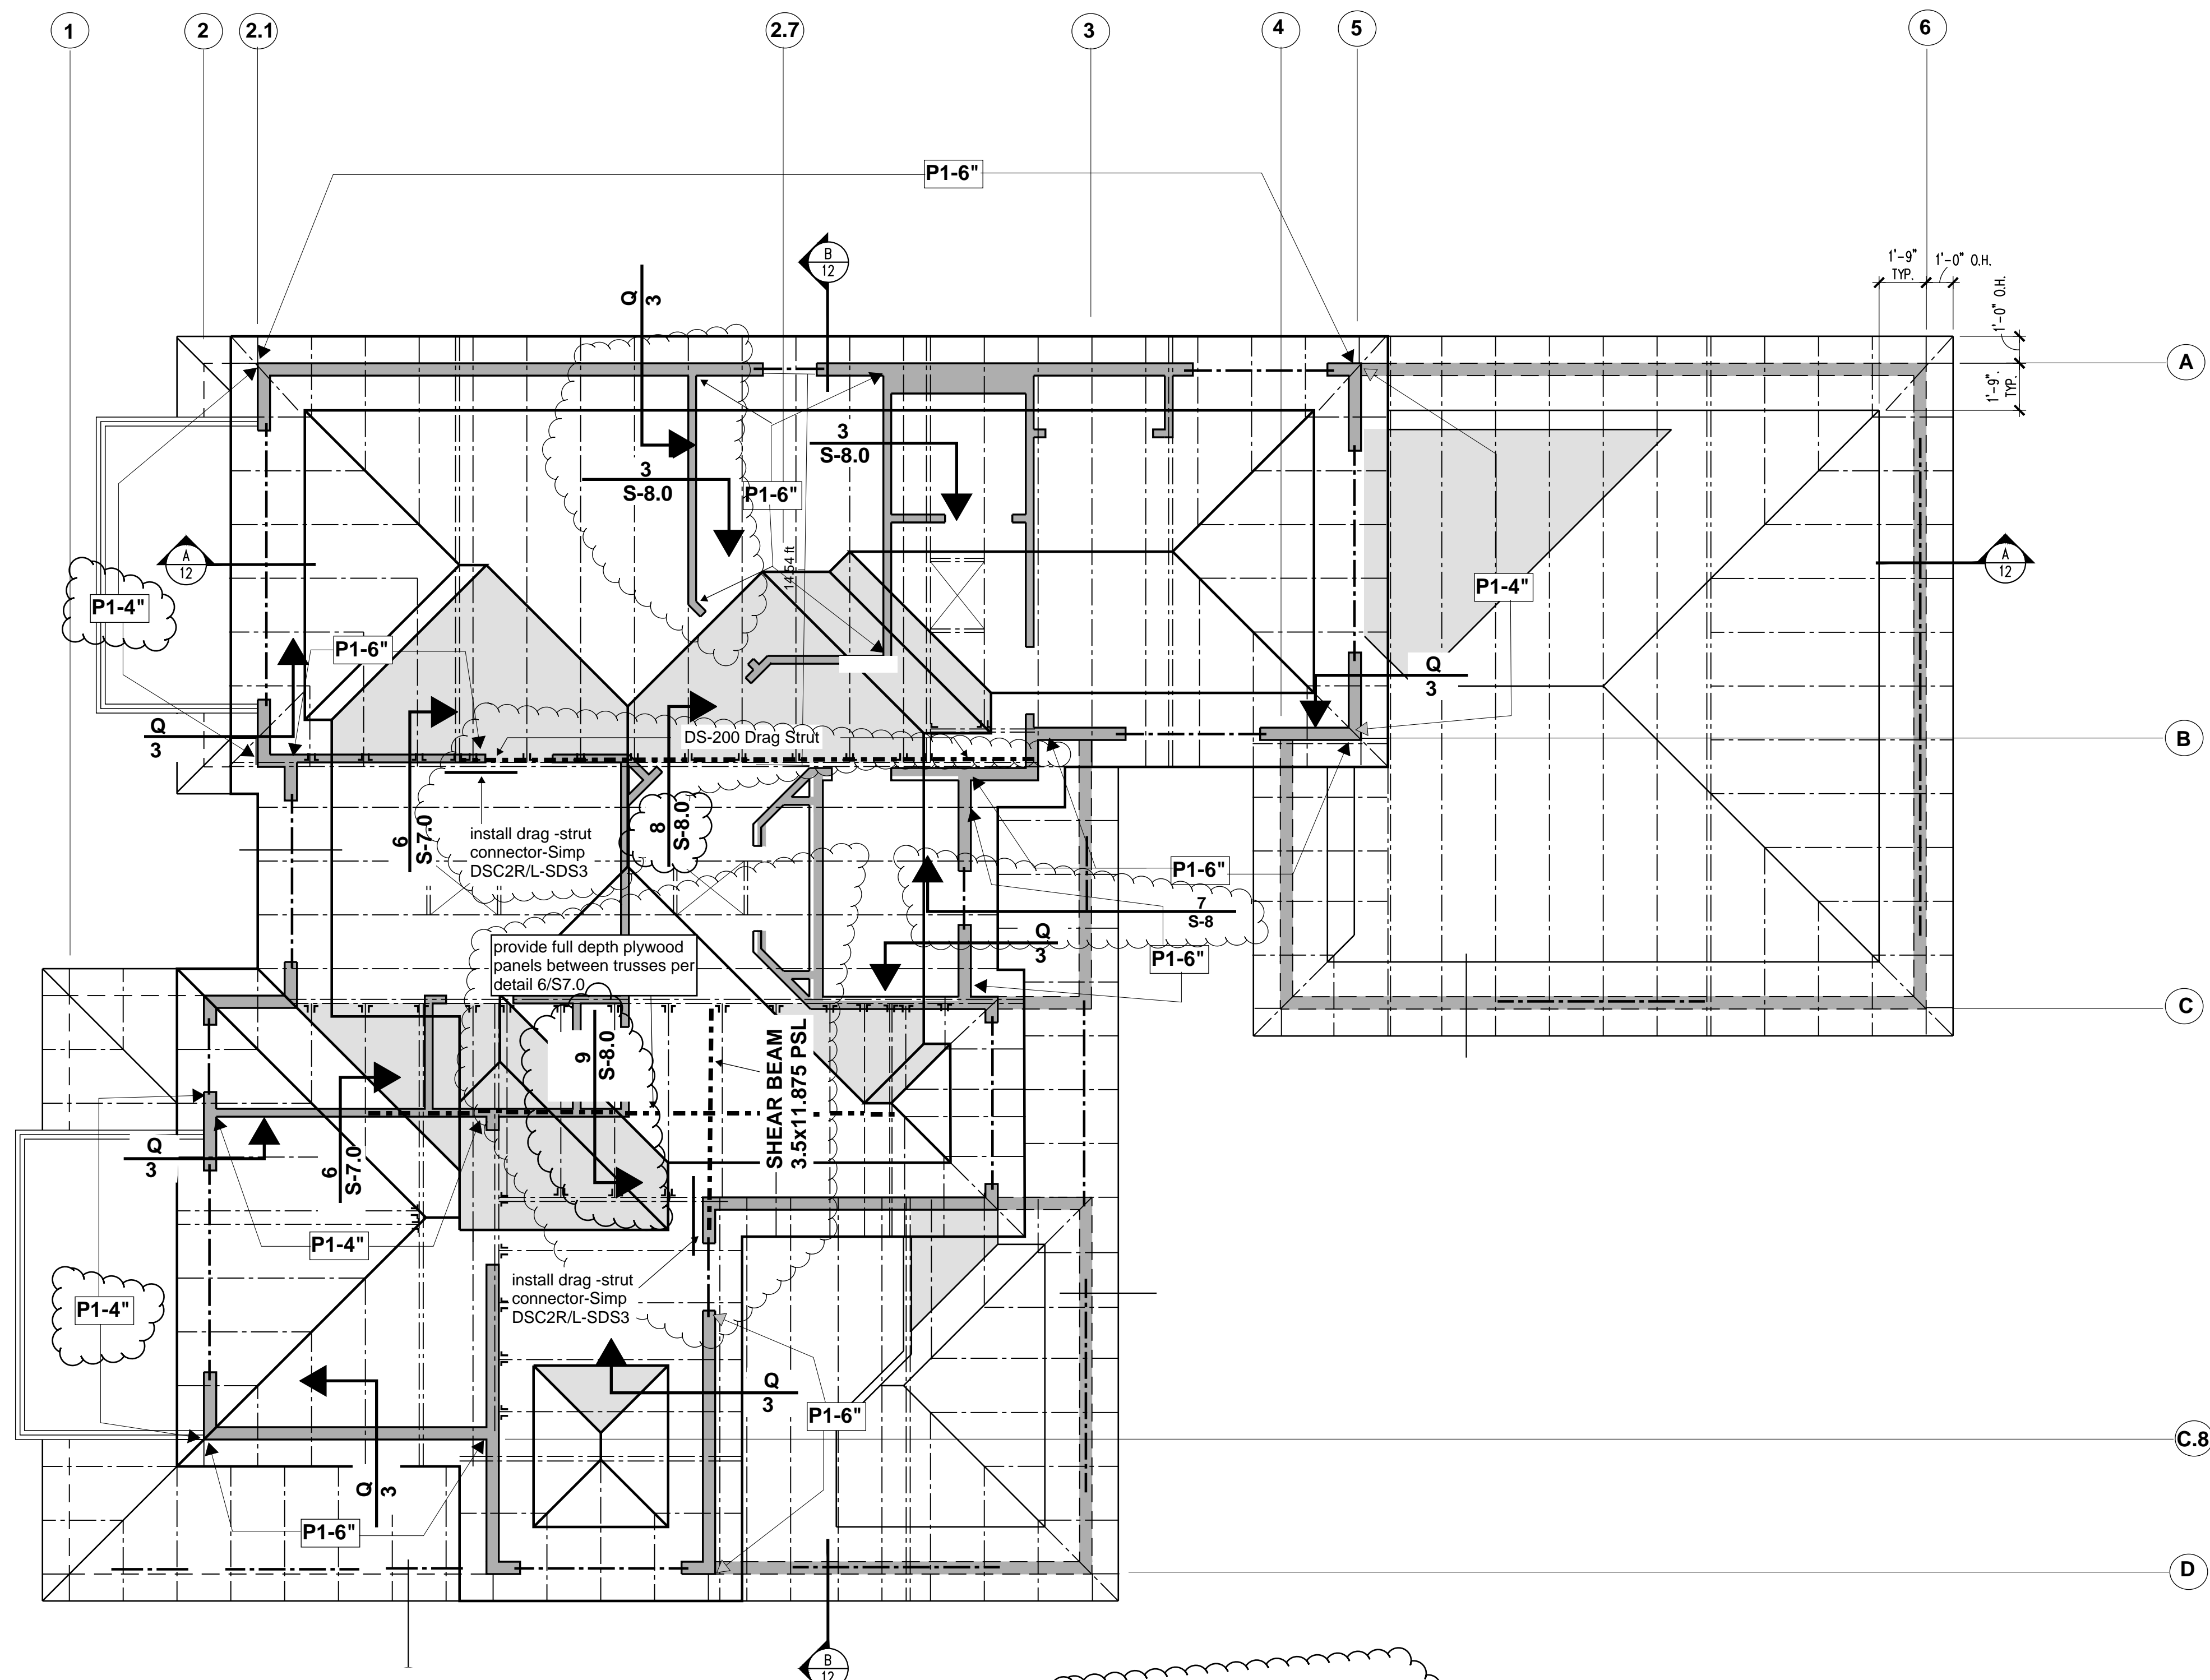 1
2
2.1
2.7
3
4
5
6
P1-6"
B
12
1'-9"
TYP.
1'-0" O.H.
1'-0" O.H.
1'-9".
TYP.
A
Q
3
3
S-8.0
3
S-8.0
P1-6"
14.54 ft
A
12
A
12
P1-4"
P1-4"
P1-6"
Q
3
Q
3
6
S-7.0
8
S-8.0
DS-200 Drag Strut
B
install drag -strut
connector-Simp
DSC2R/L-SDS3
P1-6"
7
S-8
Q
3
P1-6"
provide full depth plywood
panels between trusses per
detail 6/S7.0
C
9
S-8.0
SHEAR BEAM
3.5x11.875 PSL
Q
3
6
S-7.0
P1-4"
P1-4"
install drag -strut
connector-Simp
DSC2R/L-SDS3
Q
3
P1-6"
C.8
Q
3
P1-6"
D
B
12